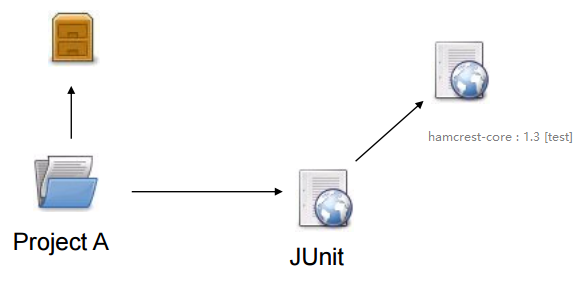 hamcrest-core : 1.3 [test]
Project A
JUnit